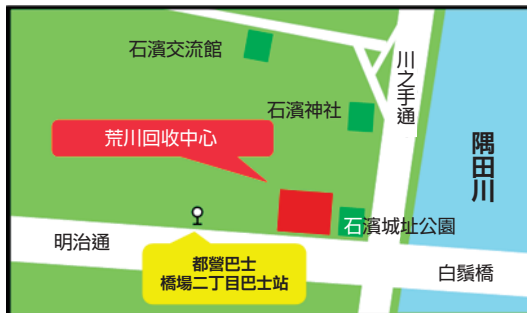 石濱交流館
川之手通
石濱神社
荒川回收中心
隅田川
石濱城址公園
明治通
都營巴士
橋場二丁目巴士站
白鬚橋